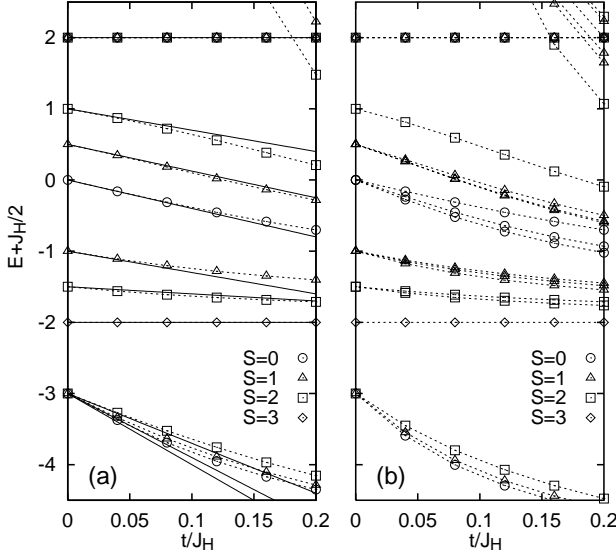 2
1
0
-1
-2
-3
-4
E+J_H/2
S=0
S=1
S=2
S=3
(a)
0 0.05 0.1 0.15 0.2
t/J_H
S=0
S=1
S=2
S=3
(b)
0 0.05 0.1 0.15 0.2
t/J_H